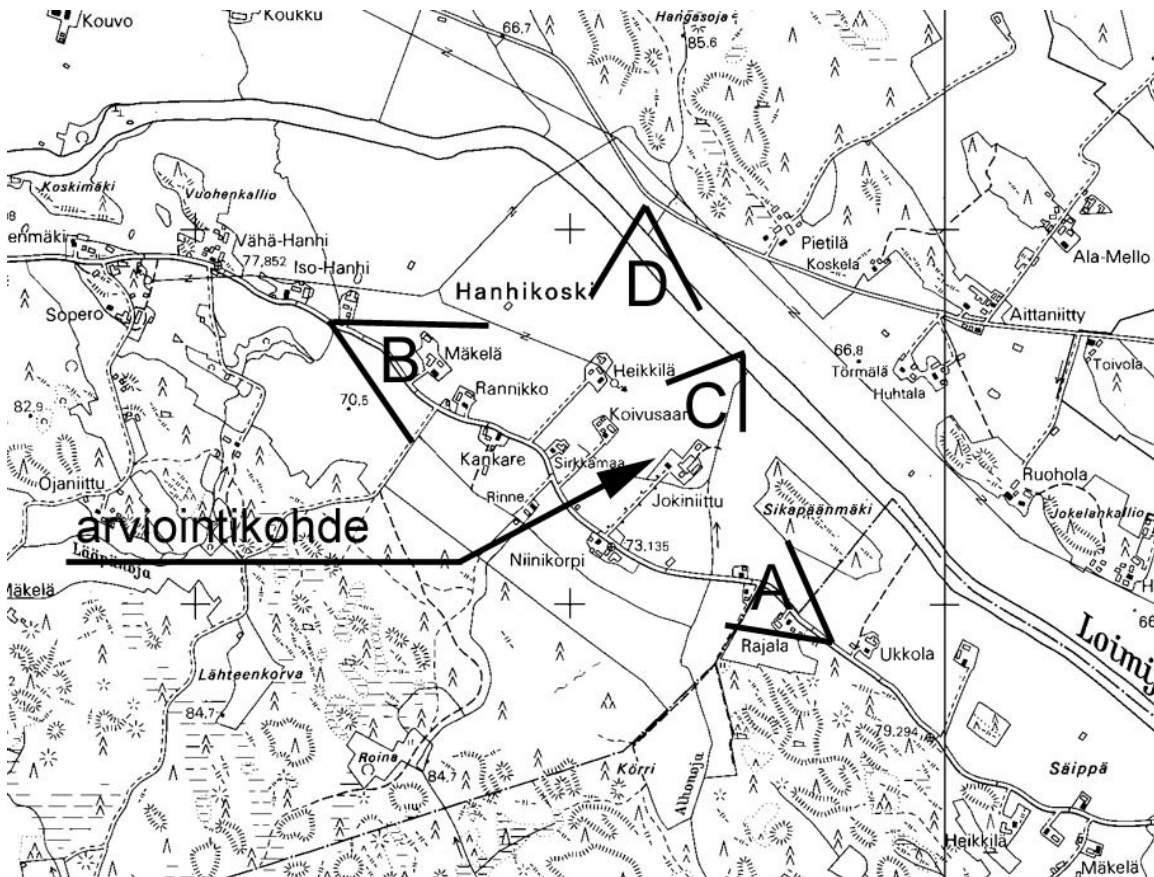 Kouvo
Koukku
66,7
Hangasoja
85.6
Koskimäki
Vuohenkallio
enmäki
Vähä-Hanhi
77,852
Iso-Hanhi
Sopero
Hanhikoski
D
Pietilä
Koskela
Ala-Mello
Aittaniitty
B
Mäkelä
Heikkilä
66,8
Törmälä
Toivola
Huhtala
Rannikko
70,5
82,9
C
Koivusaari
Kankare
Sirkkamaa
Ojaniittu
Rinne
Jokiniittu
Sikapäänmäki
Ruohola
Jokelankallio
arviointikohde
Niinikorpi
73,135
Mäkelä
A
Rajala
Ukkola
H
66
Loimij
Lähteenkorva
84,7
79,294
Roina
84,7
Körri
Alhonoja
Säippä
Heikkilä
Mäkelä